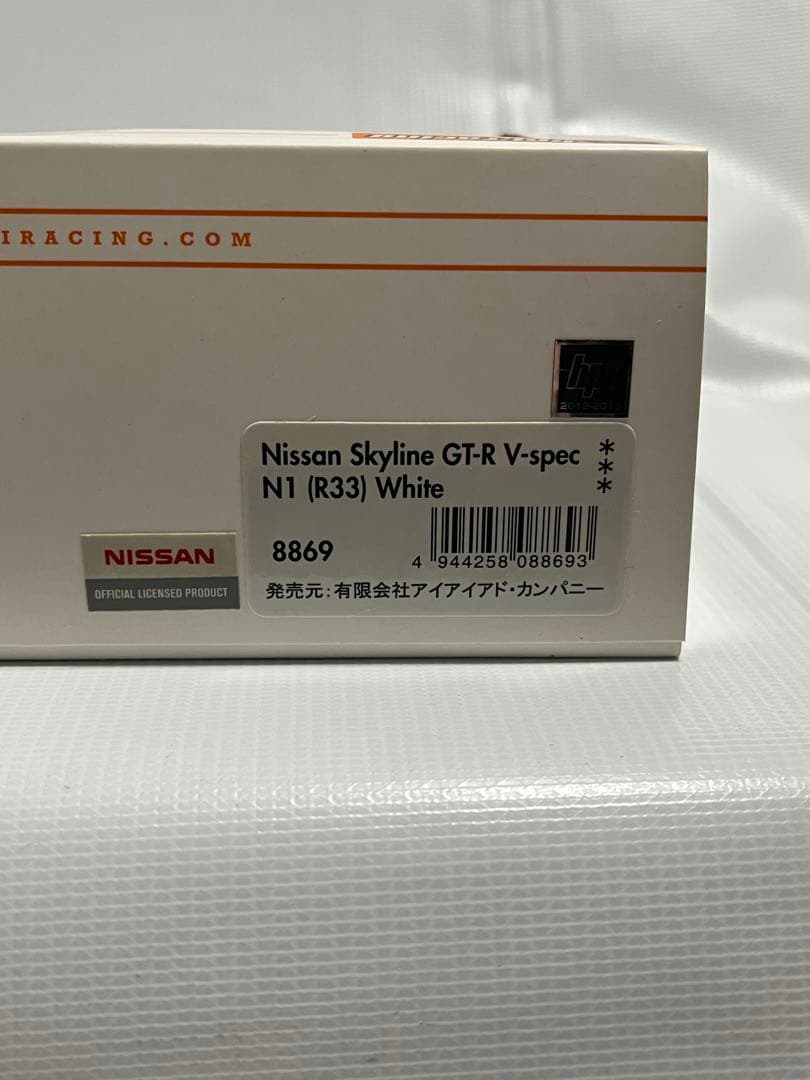 IRACING.COM
hpi
Nissan Skyline GT-R V-spec ***
N1 (R33) White
8869
4 944258 088693
発売元:有限会社アイアイアド・カンパニー
NISSAN
OFFICIAL LICENSED PRODUCT